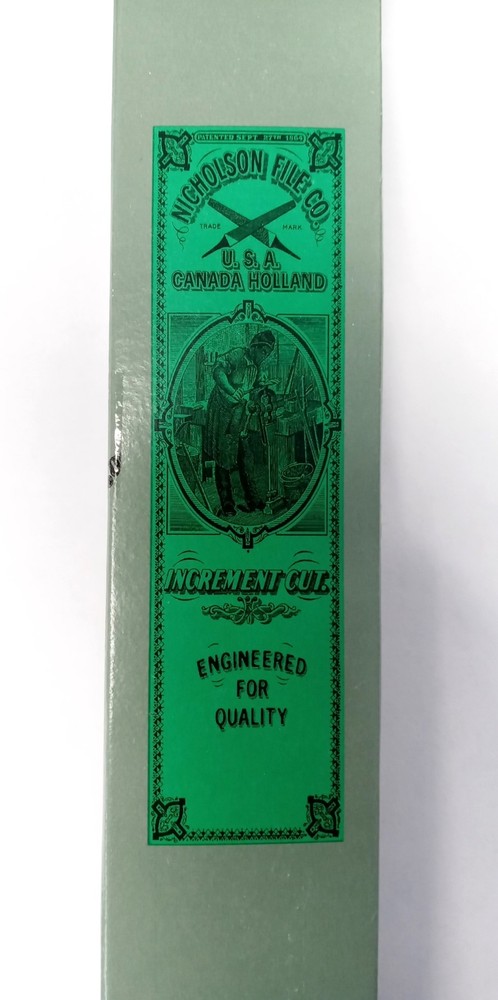 PATENTED SEPT 27TH 1864
NICHOLSON FILE CO.
TRADE MARK
U. S. A.
CANADA HOLLAND
INCREMENT CUT.
ENGINEERED
FOR
QUALITY